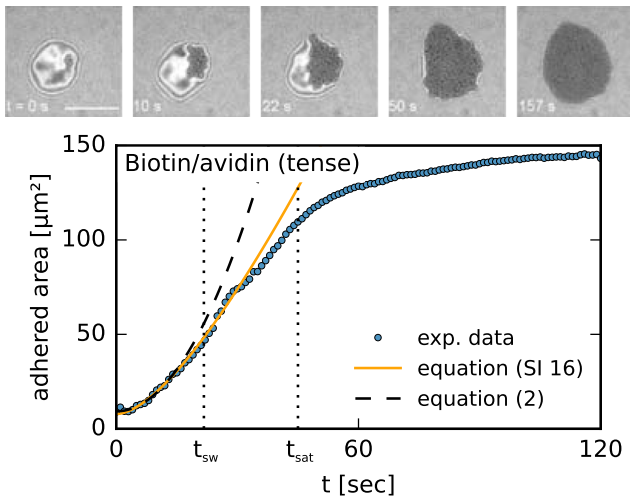 t = 0 s
10 s
22 s
50 s
157 s
150
Biotin/avidin (tense)
100
50
0
adhered area [μm²]
exp. data
equation (SI 16)
equation (2)
0
t_sw
t_sat
60
120
t [sec]